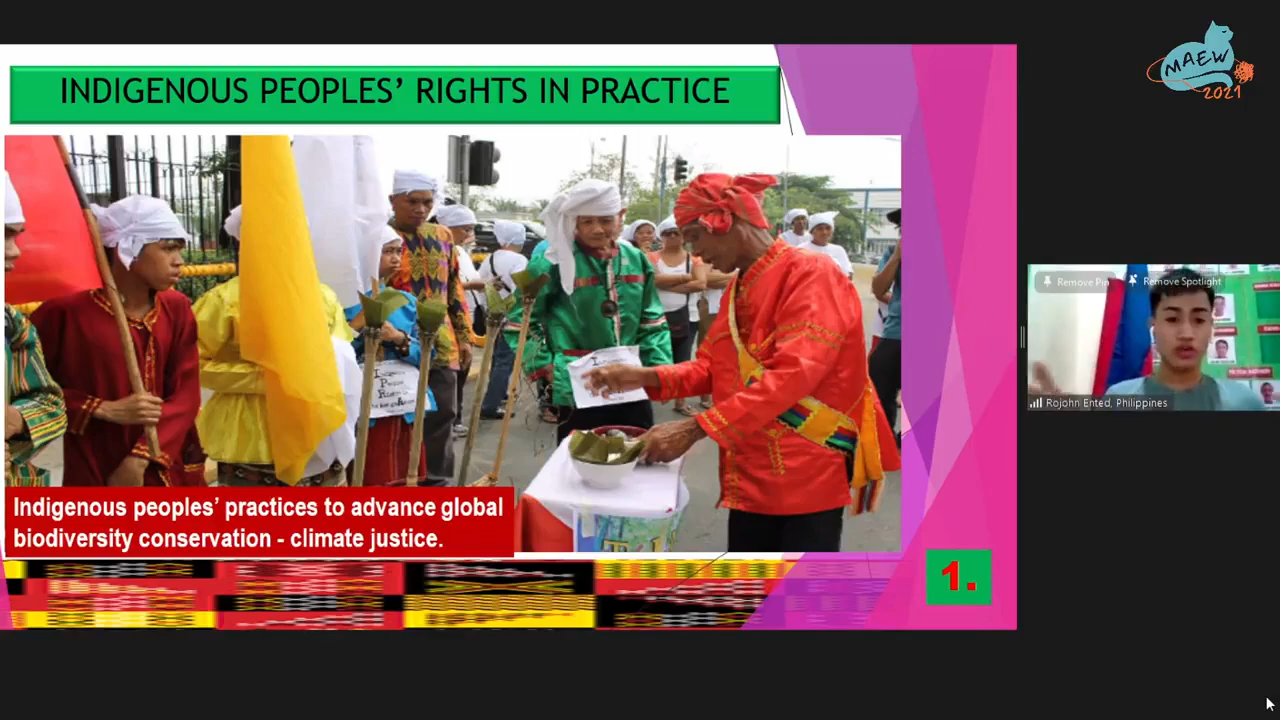 INDIGENOUS PEOPLES’ RIGHTS IN PRACTICE
MAEW
2021
Remove Pin
Remove Spotlight
Rojohn Ented, Philippines
Indigenous peoples’ practices to advance global
biodiversity conservation - climate justice.
1.